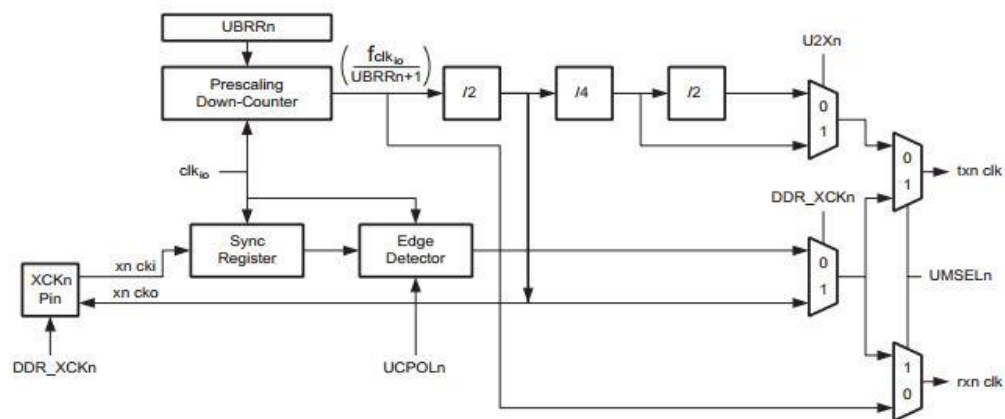 UBRRn
U2Xn
fclkio
UBRRn+1
Prescaling
Down-Counter
/2
/4
/2
0
1
0
1
txn clk
clkio
DDR_XCKn
Sync
Register
Edge
Detector
xn cki
0
1
UMSELn
XCKn
Pin
xn cko
DDR_XCKn
UCPOLn
1
0
rxn clk